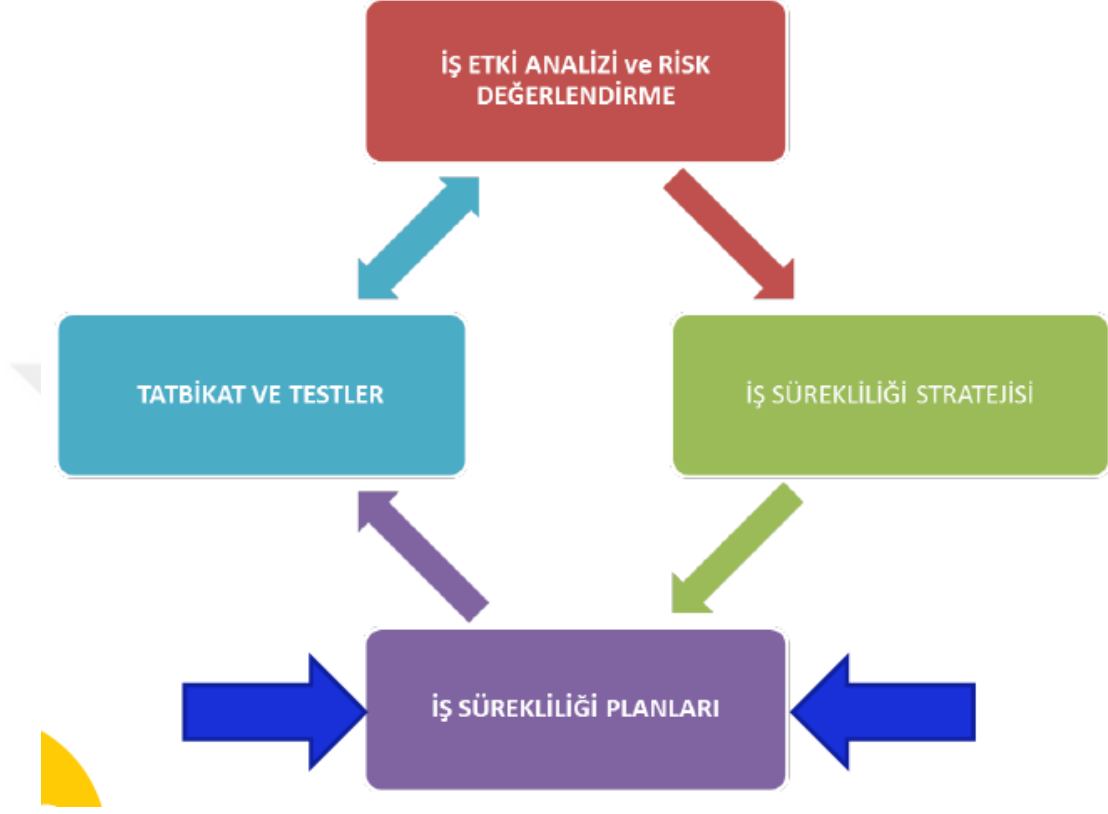 İŞ ETKİ ANALİZİ ve RİSK
DEĞERLENDİRME
TATBİKAT VE TESTLER
İŞ SÜREKLİLİĞİ STRATEJİSİ
İŞ SÜREKLİLİĞİ PLANLARI